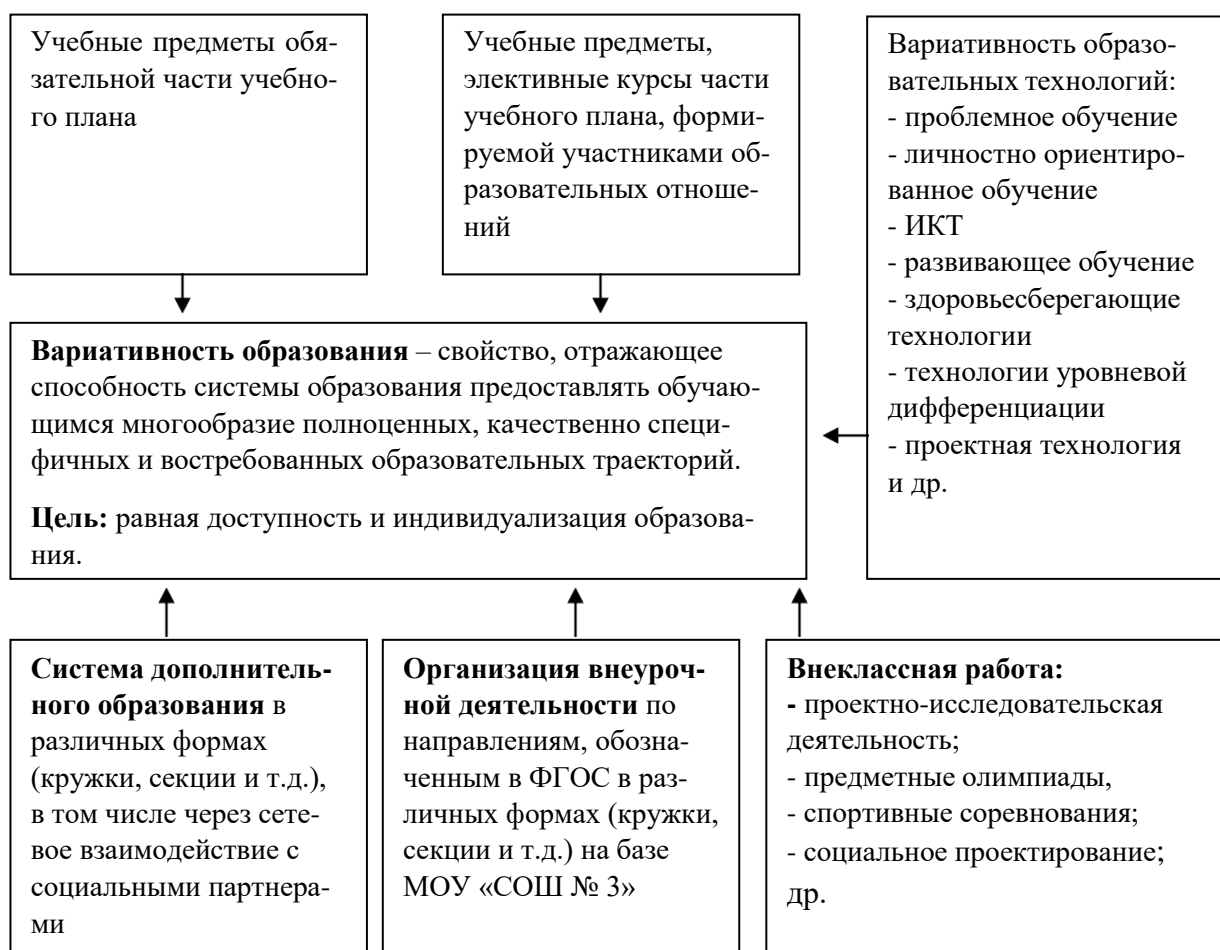 Учебные предметы обя-
зательной части учебно-
го плана
Учебные предметы,
элективные курсы части
учебного плана, форми-
руемой участниками об-
разовательных отноше-
ний
Вариативность образо-
вательных технологий:
- проблемное обучение
- личностно ориентиро-
ванное обучение
- ИКТ
- развивающее обучение
- здоровьесберегающие
технологии
- технологии уровневой
дифференциации
- проектная технология
и др.
Вариативность образования – свойство, отражающее
способность системы образования предоставлять обучаю-
щимся многообразие полноценных, качественно специ-
фичных и востребованных образовательных траекторий.
Цель: равная доступность и индивидуализация образова-
ния.
Система дополнитель-
ного образования в
различных формах
(кружки, секции и т.д.),
в том числе через сете-
вое взаимодействие с
социальными партнера-
ми
Организация внеуроч-
ной деятельности по
направлениям, обозна-
ченным в ФГОС в раз-
личных формах (кружки,
секции и т.д.) на базе
МОУ «СОШ № 3»
Внеклассная работа:
- проектно-исследовательская
деятельность;
- предметные олимпиады,
- спортивные соревнования;
- социальное проектирование;
др.